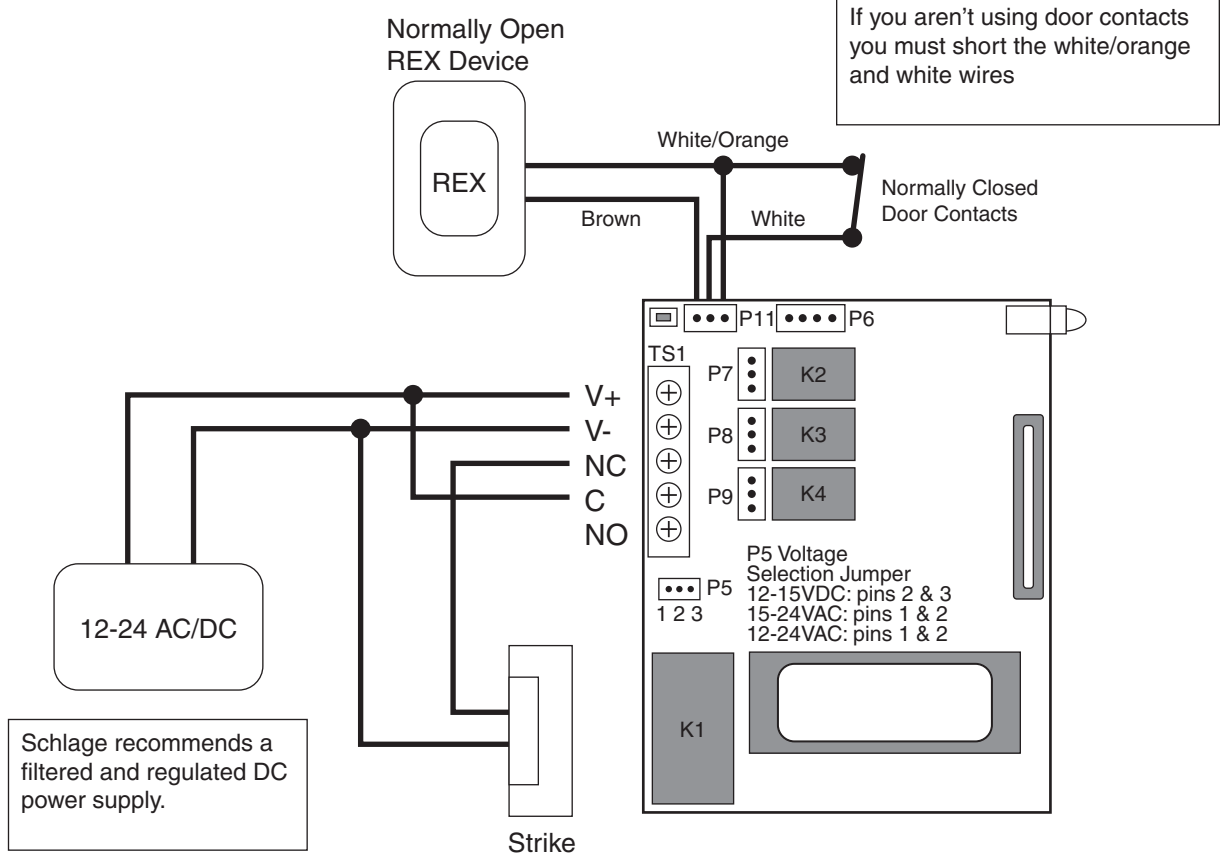 If you aren't using door contacts
you must short the white/orange
and white wires
Normally Open
REX Device
White/Orange
REX
Normally Closed
Door Contacts
Brown
White
P11
P6
TS1
P7
K2
V+
V-
P8
K3
NC
C
P9
K4
NO
P5 Voltage
Selection Jumper
12-15VDC: pins 2 & 3
15-24VAC: pins 1 & 2
12-24VAC: pins 1 & 2
P5
1 2 3
12-24 AC/DC
K1
Schlage recommends a
filtered and regulated DC
power supply.
Strike